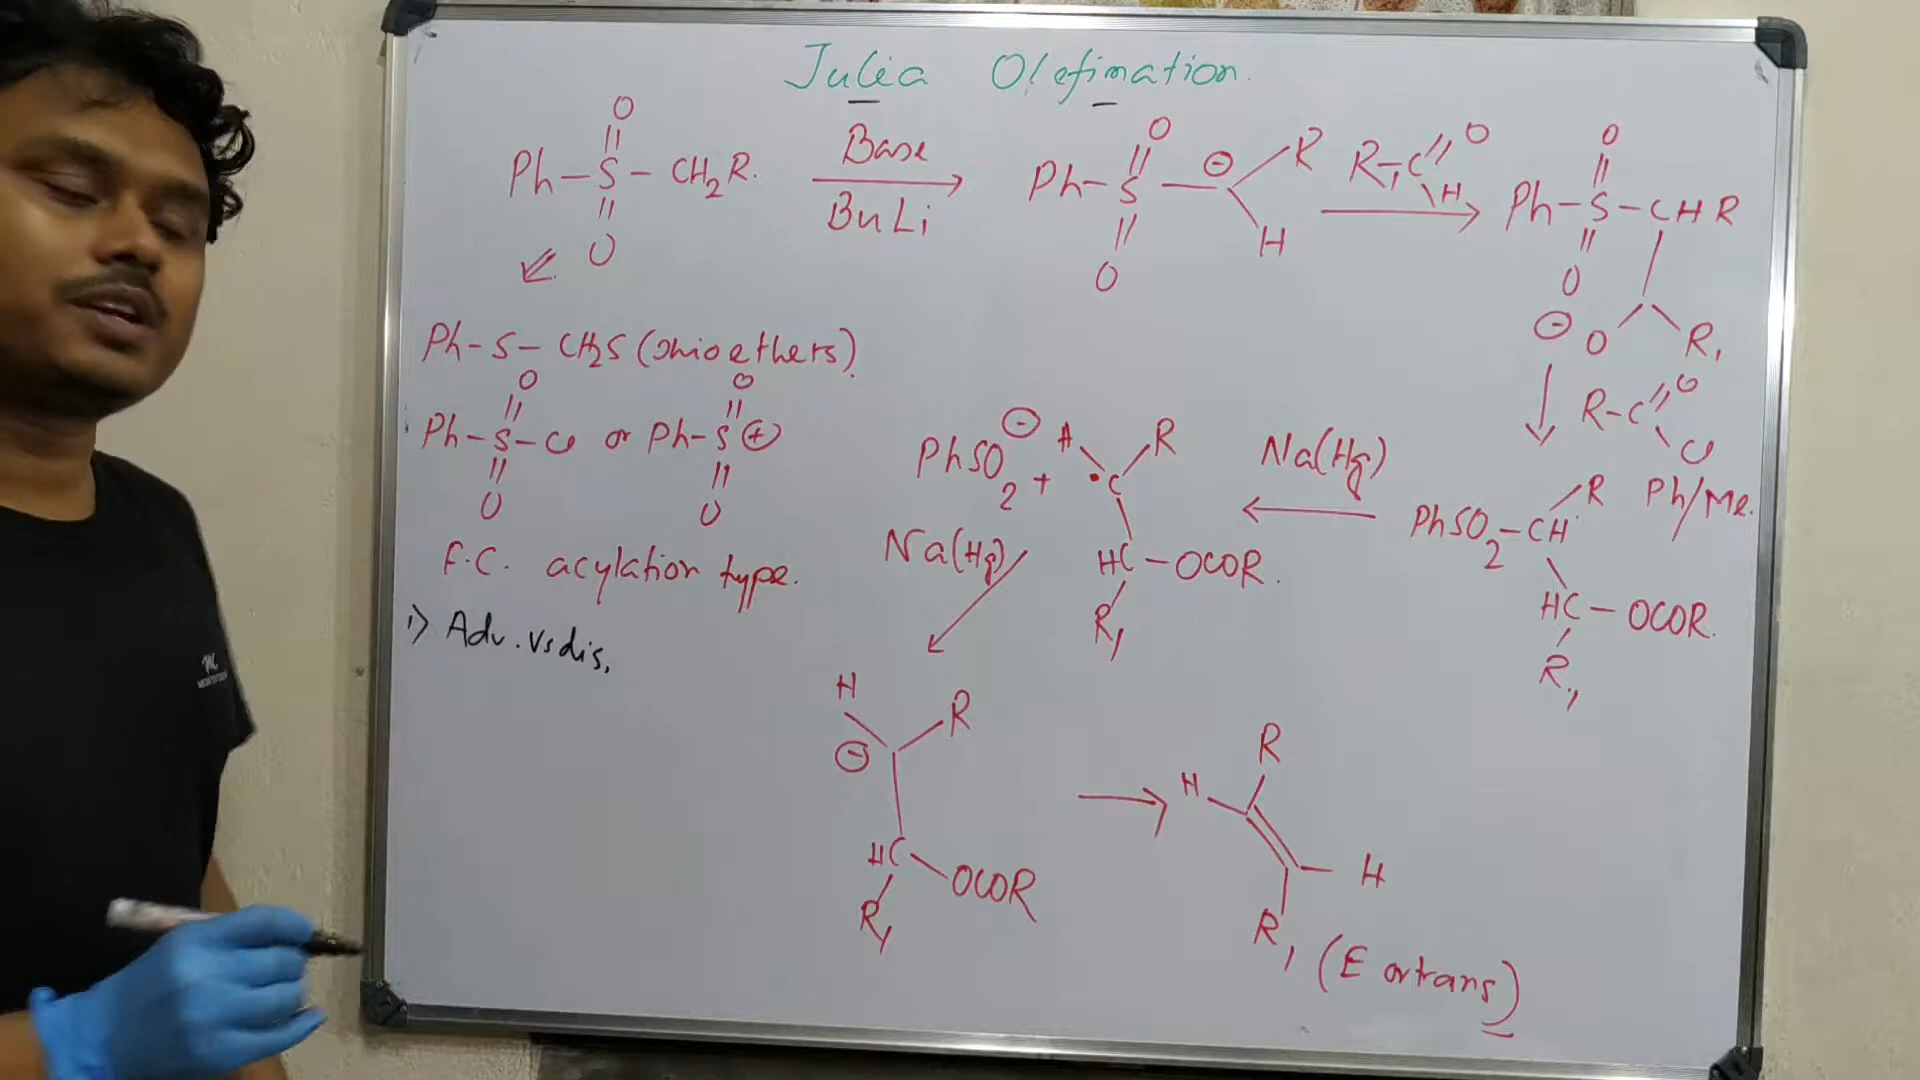 Julia Olefination.
O
Ph-S-CH2R.
O
Base
BuLi
O
Ph-S
O
⊖
R
H
R1-C
O
H
O
Ph-S-CHR
O
⊖ O
R1
R-C
O
Cl
Ph/Me.
Ph-S-CH2S (thioethers).
O
Ph-S-Cl or Ph-S⊕
O
O
O
F.C. acylation type.
PhSO2⊖ +
H
R
·C
HC-OCOR.
R1
Na(Hg)
PhSO2-CH
R
HC-OCOR.
R1
Na(Hg)
i) Adv. vs dis,
H
R
⊖
HC
OCOR
R1
R
H
H
R1
(E or trans)